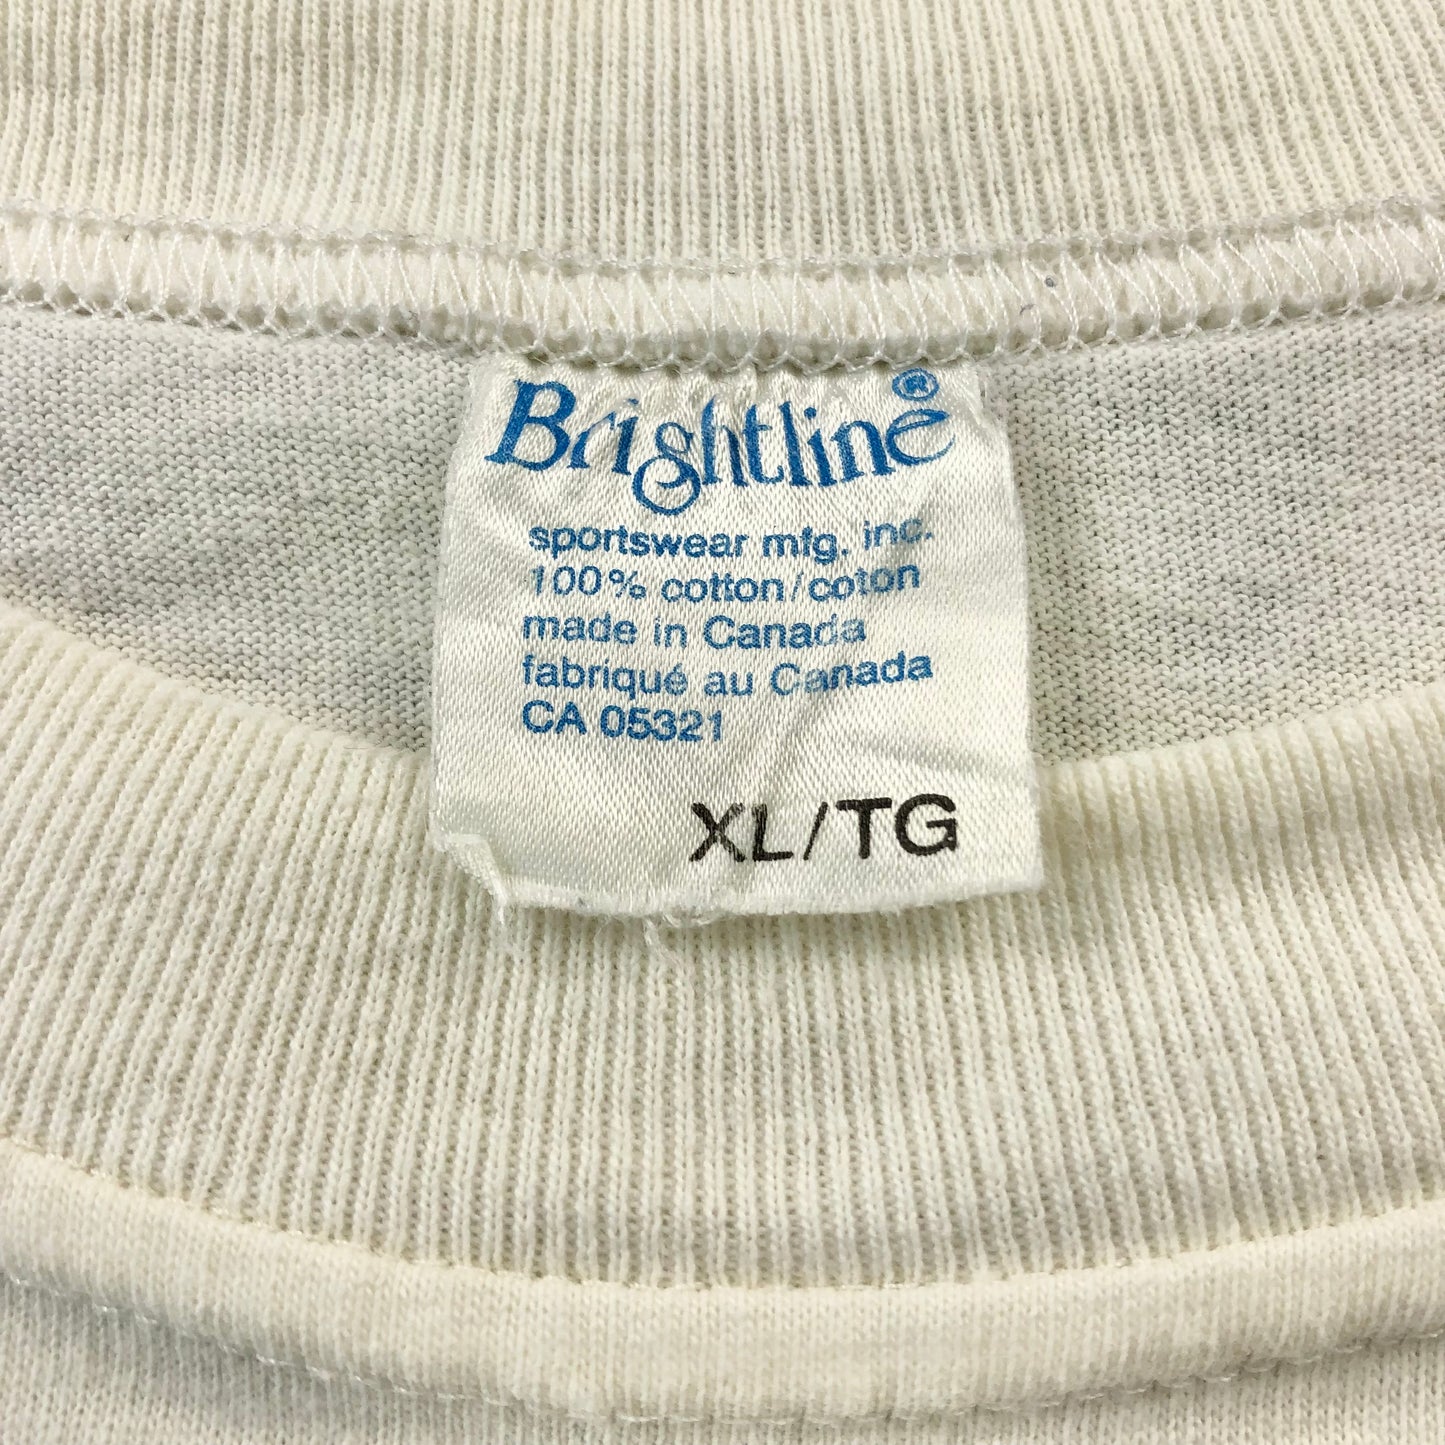 Brightline®
sportswear mfg. inc.
100% cotton/coton
made in Canada
fabriqué au Canada
CA 05321
XL/TG